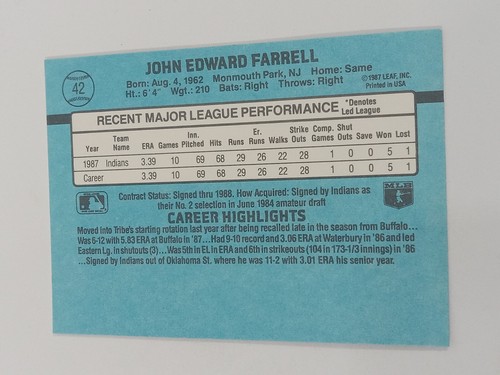 42
JOHN EDWARD FARRELL
Born: Aug. 4, 1962 Monmouth Park, NJ Home: Same
Ht.: 6'4" Wgt.: 210 Bats: Right Throws: Right
©1987 LEAF, INC.
Printed in USA
RECENT MAJOR LEAGUE PERFORMANCE *Denotes Led League
Year Team Name ERA Games Inn. Pitched Hits Runs Er. Runs Walks Strike Outs Comp. Games Shut Outs Save Won Lost
1987 Indians 3.39 10 69 68 29 26 22 28 1 0 0 5 1
Career 3.39 10 69 68 29 26 22 28 1 0 0 5 1
Contract Status: Signed thru 1988. How Acquired: Signed by Indians as
their No. 2 selection in June 1984 amateur draft
MLB
CAREER HIGHLIGHTS
Moved into Tribe's starting rotation last year after being recalled late in the season from Buffalo...
Was 6-12 with 5.83 ERA at Buffalo in '87...Had 9-10 record and 3.06 ERA at Waterbury in '86 and led
Eastern Lg. in shutouts (3)...Was 5th in EL in ERA and 6th in strikeouts (104 in 173-1/3 innings) in '86
...Signed by Indians out of Oklahoma St. where he was 11-2 with 3.01 ERA his senior year.